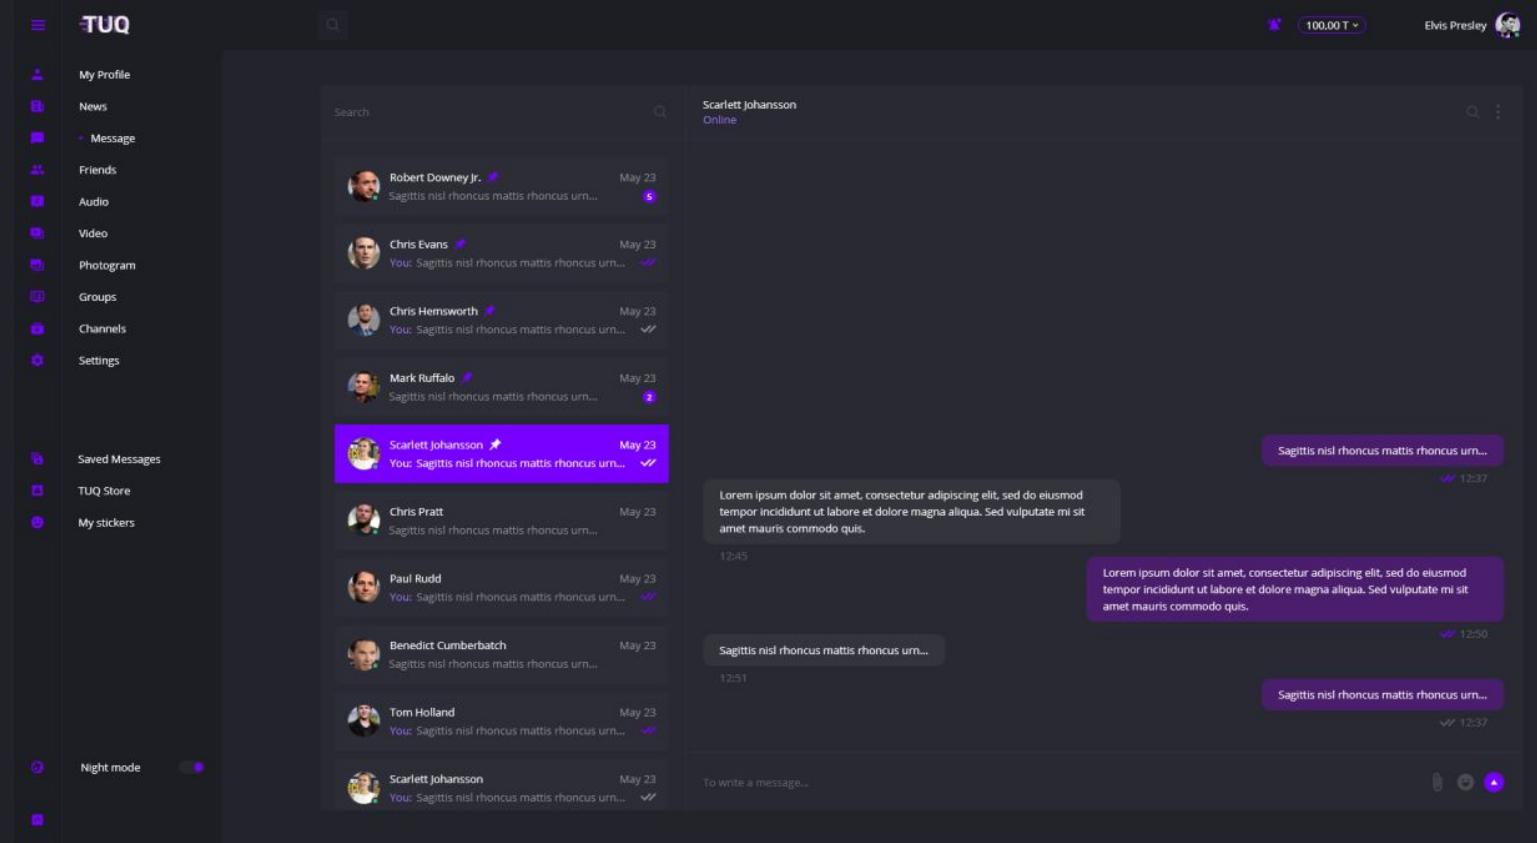 TUQ
100,00 T
Elvis Presley
My Profile
News
Message
Friends
Audio
Video
Photogram
Groups
Channels
Settings
Saved Messages
TUQ Store
My stickers
Night mode
Search
Robert Downey Jr.
May 23
Sagittis nisl rhoncus mattis rhoncus urn...
5
Chris Evans
May 23
You: Sagittis nisl rhoncus mattis rhoncus urn...
Chris Hemsworth
May 23
You: Sagittis nisl rhoncus mattis rhoncus urn...
Mark Ruffalo
May 23
Sagittis nisl rhoncus mattis rhoncus urn...
2
Scarlett Johansson
May 23
You: Sagittis nisl rhoncus mattis rhoncus urn...
Chris Pratt
May 23
Sagittis nisl rhoncus mattis rhoncus urn...
Paul Rudd
May 23
You: Sagittis nisl rhoncus mattis rhoncus urn...
Benedict Cumberbatch
May 23
Sagittis nisl rhoncus mattis rhoncus urn...
Tom Holland
May 23
You: Sagittis nisl rhoncus mattis rhoncus urn...
Scarlett Johansson
May 23
You: Sagittis nisl rhoncus mattis rhoncus urn...
Scarlett Johansson
Online
Sagittis nisl rhoncus mattis rhoncus urn...
12:37
Lorem ipsum dolor sit amet, consectetur adipiscing elit, sed do eiusmod
tempor incididunt ut labore et dolore magna aliqua. Sed vulputate mi sit
amet mauris commodo quis.
12:45
Lorem ipsum dolor sit amet, consectetur adipiscing elit, sed do eiusmod
tempor incididunt ut labore et dolore magna aliqua. Sed vulputate mi sit
amet mauris commodo quis.
12:50
Sagittis nisl rhoncus mattis rhoncus urn...
12:51
Sagittis nisl rhoncus mattis rhoncus urn...
12:37
To write a message...